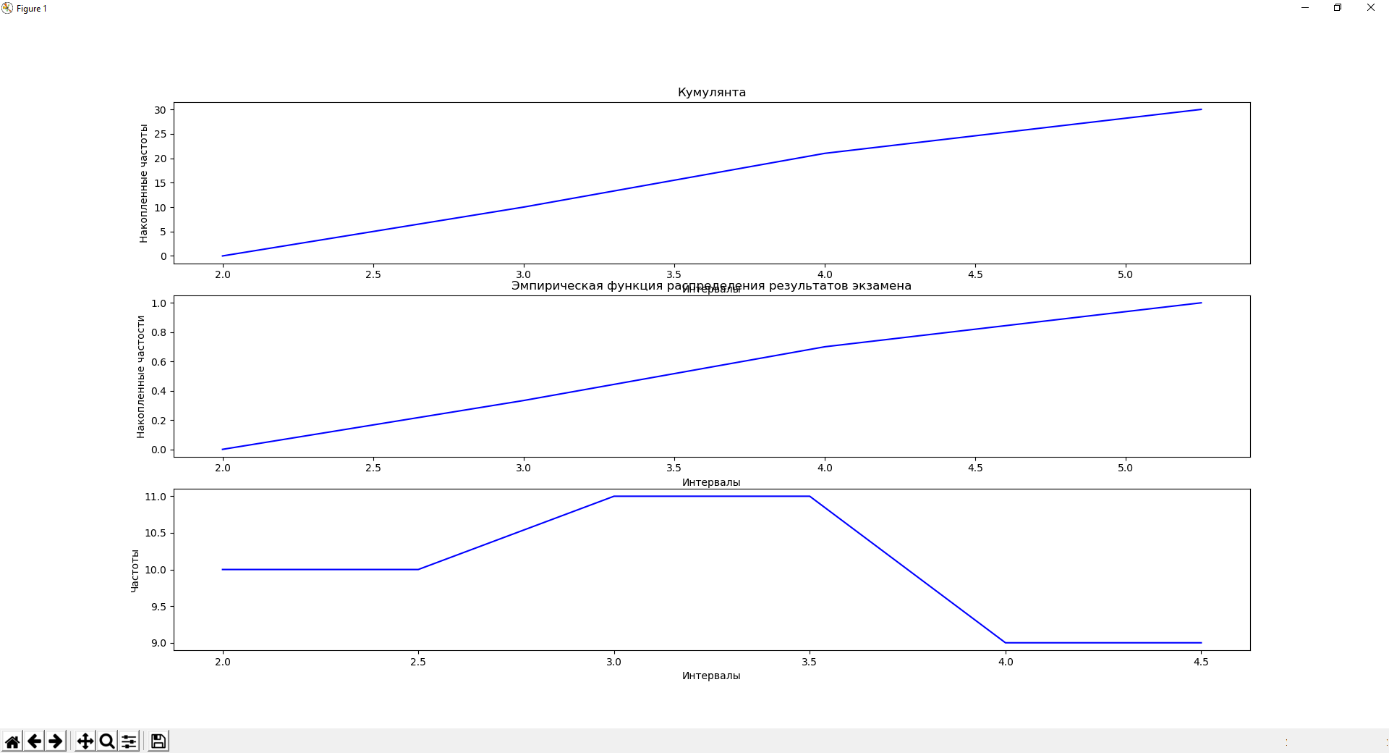 Figure 1
Кумулянта
Накопленные частоты
30
25
20
15
10
5
0
2.0 2.5 3.0 3.5 4.0 4.5 5.0
Интервалы
Эмпирическая функция распределения результатов экзамена
Накопленные частости
1.0
0.8
0.6
0.4
0.2
0.0
2.0 2.5 3.0 3.5 4.0 4.5 5.0
Интервалы
Частоты
11.0
10.5
10.0
9.5
9.0
2.0 2.5 3.0 3.5 4.0 4.5
Интервалы